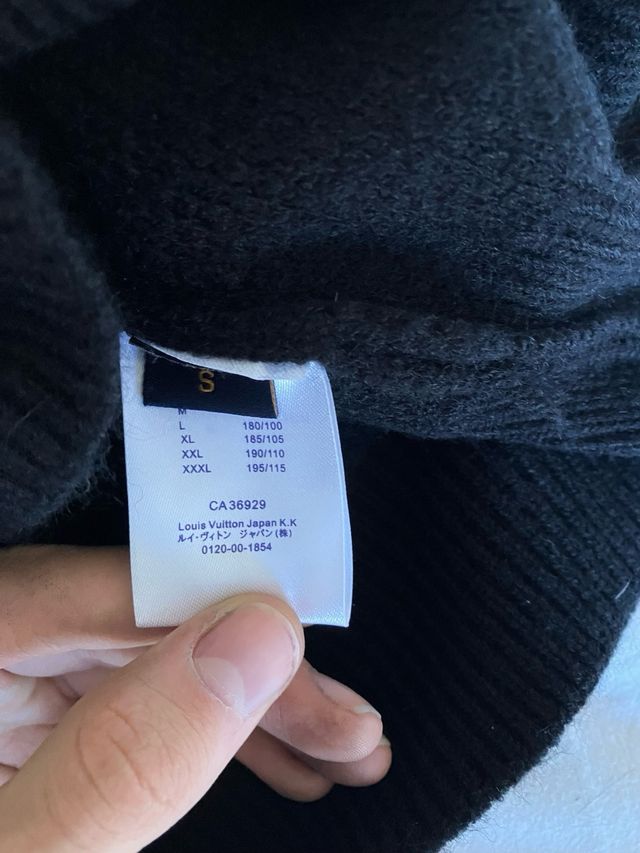 S
M
L 180/100
XL 185/105
XXL 190/110
XXXL 195/115
CA36929
Louis Vuitton Japan K.K
ルイ･ヴィトン ジャパン(株)
0120-00-1854